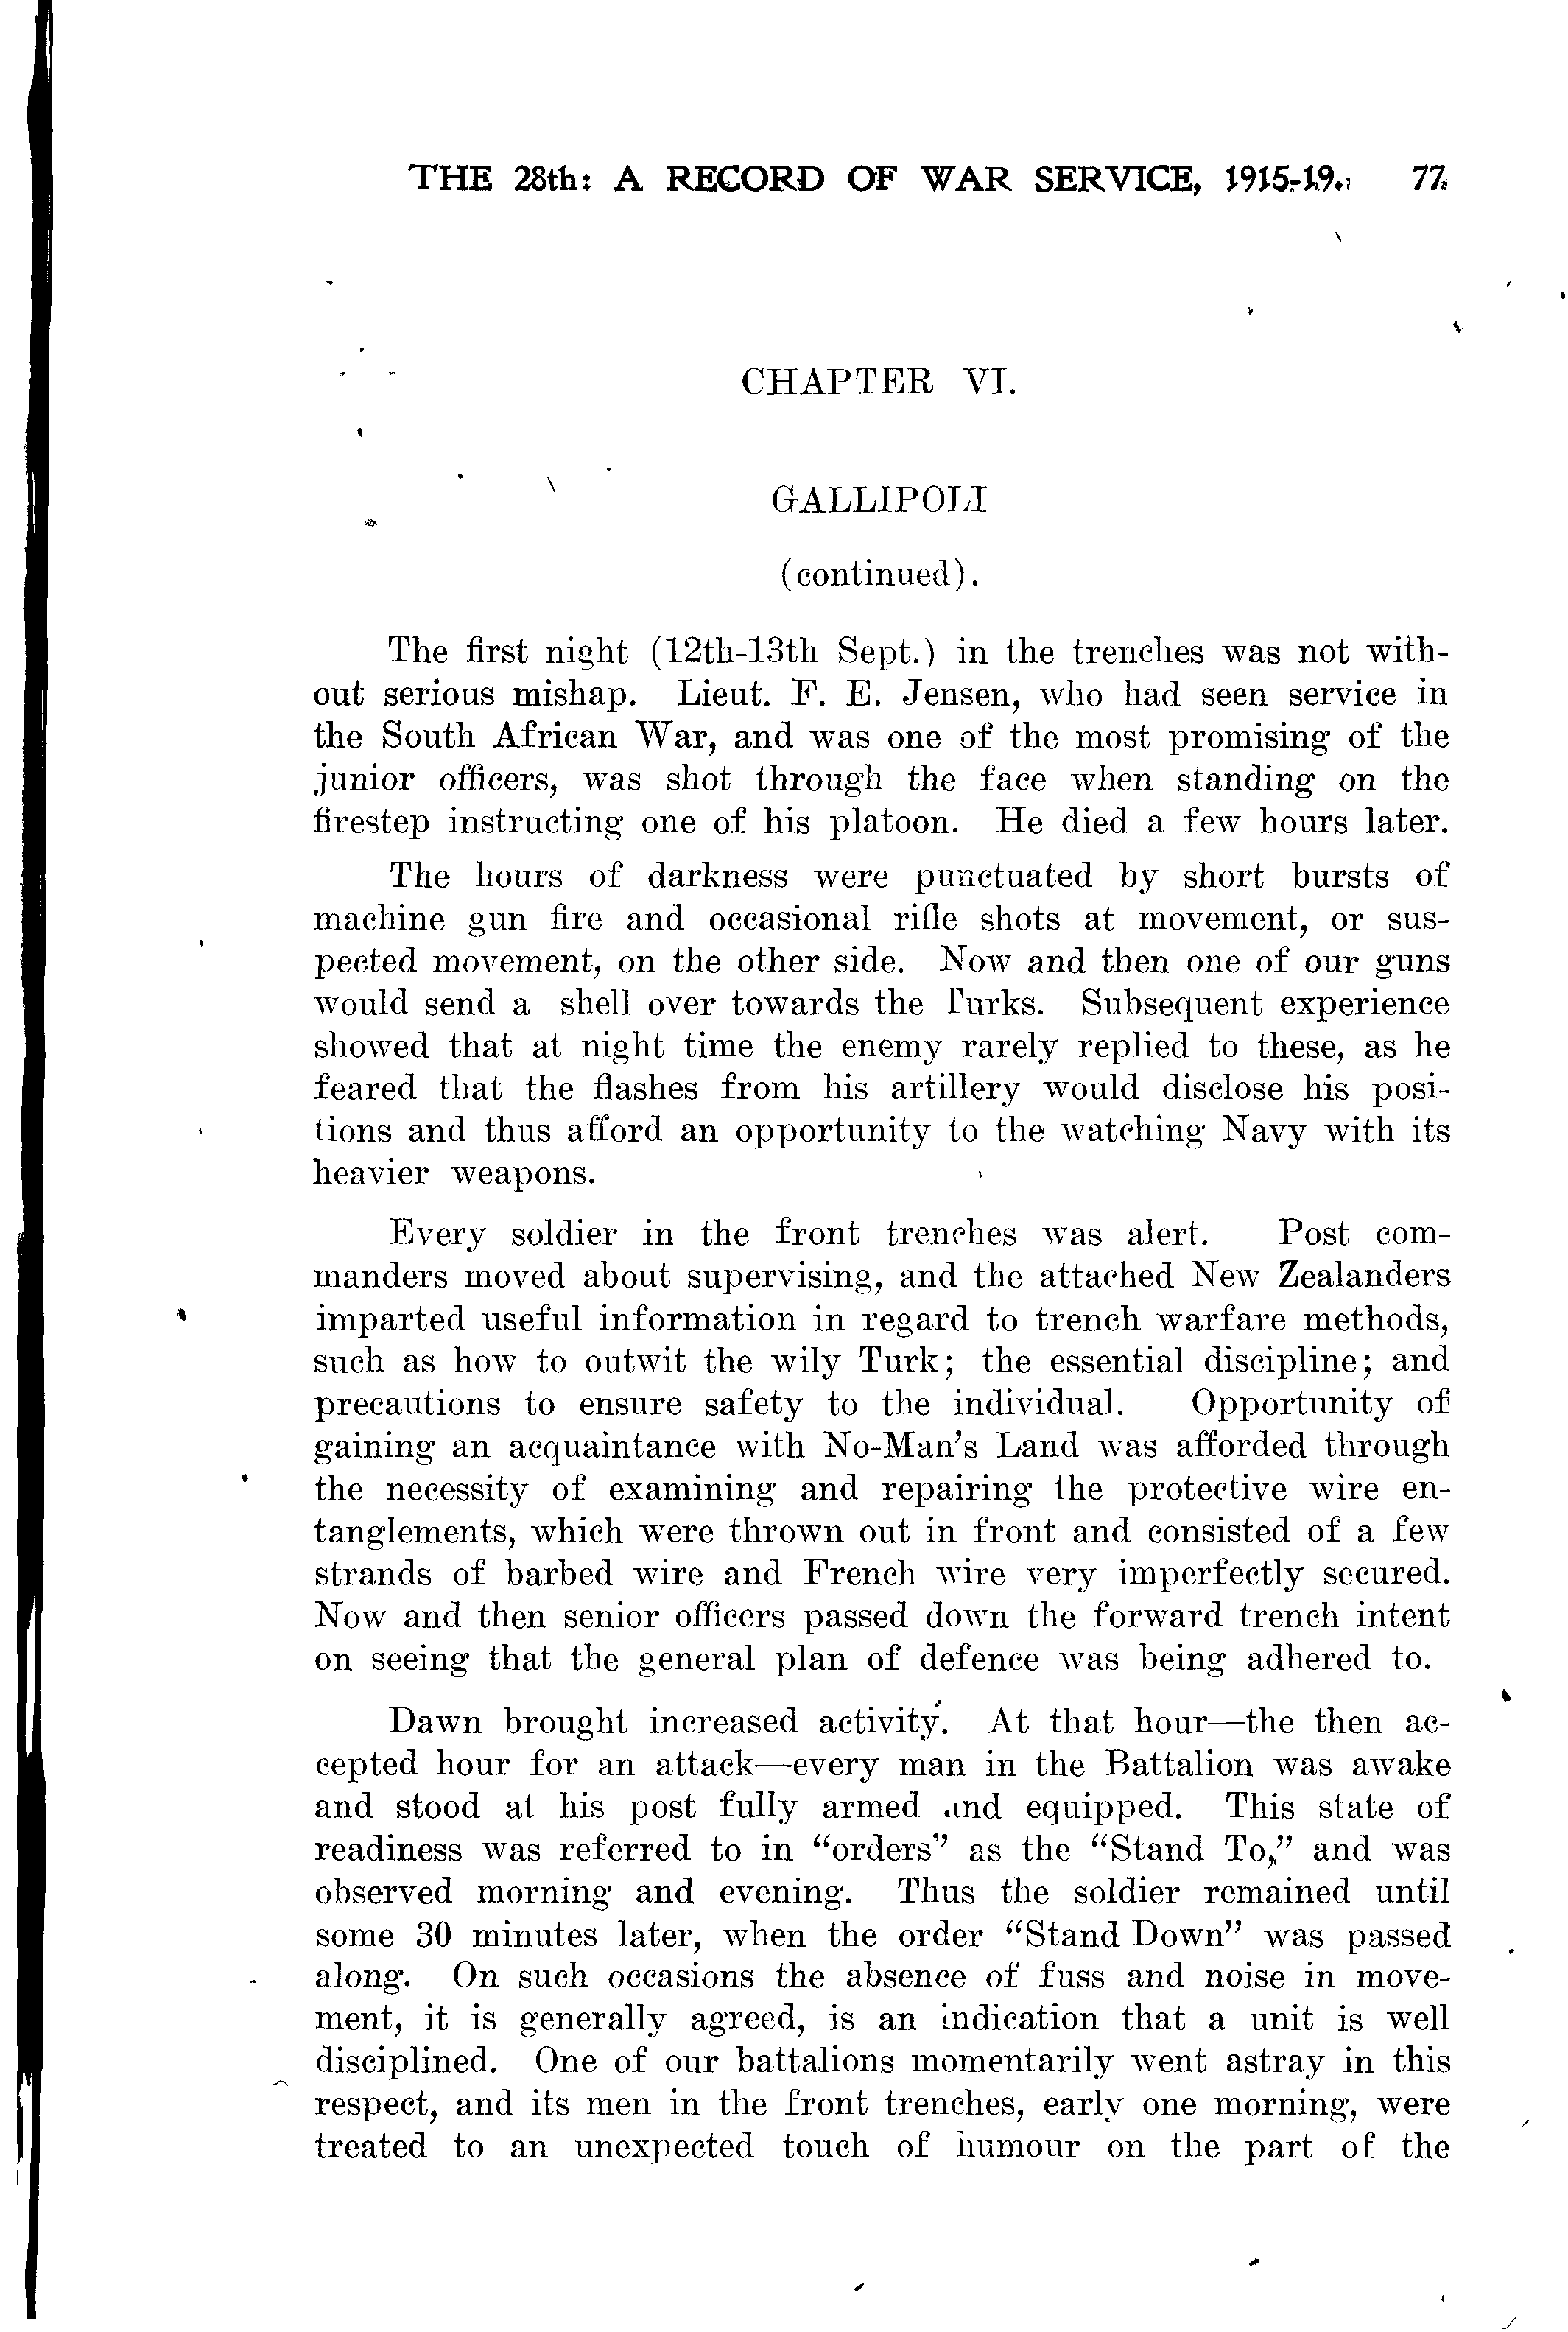 THE 28th: A RECORD OF WAR SERVICE, 1915-19. 77
CHAPTER VI.
GALLIPOLI
(continued).
The first night (12th-13th Sept.) in the trenches was not with-
out serious mishap. Lieut. F. E. Jensen, who had seen service in
the South African War, and was one of the most promising of the
junior officers, was shot through the face when standing on the
firestep instructing one of his platoon. He died a few hours later.
The hours of darkness were punctuated by short bursts of
machine gun fire and occasional rifle shots at movement, or sus-
pected movement, on the other side. Now and then one of our guns
would send a shell over towards the Turks. Subsequent experience
showed that at night time the enemy rarely replied to these, as he
feared that the flashes from his artillery would disclose his posi-
tions and thus afford an opportunity to the watching Navy with its
heavier weapons.
Every soldier in the front trenches was alert. Post com-
manders moved about supervising, and the attached New Zealanders
imparted useful information in regard to trench warfare methods,
such as how to outwit the wily Turk; the essential discipline; and
precautions to ensure safety to the individual. Opportunity of
gaining an acquaintance with No-Man's Land was afforded through
the necessity of examining and repairing the protective wire en-
tanglements, which were thrown out in front and consisted of a few
strands of barbed wire and French wire very imperfectly secured.
Now and then senior officers passed down the forward trench intent
on seeing that the general plan of defence was being adhered to.
Dawn brought increased activity. At that hour—the then ac-
cepted hour for an attack—every man in the Battalion was awake
and stood at his post fully armed and equipped. This state of
readiness was referred to in "orders" as the "Stand To," and was
observed morning and evening. Thus the soldier remained until
some 30 minutes later, when the order "Stand Down" was passed
along. On such occasions the absence of fuss and noise in move-
ment, it is generally agreed, is an indication that a unit is well
disciplined. One of our battalions momentarily went astray in this
respect, and its men in the front trenches, early one morning, were
treated to an unexpected touch of humour on the part of the